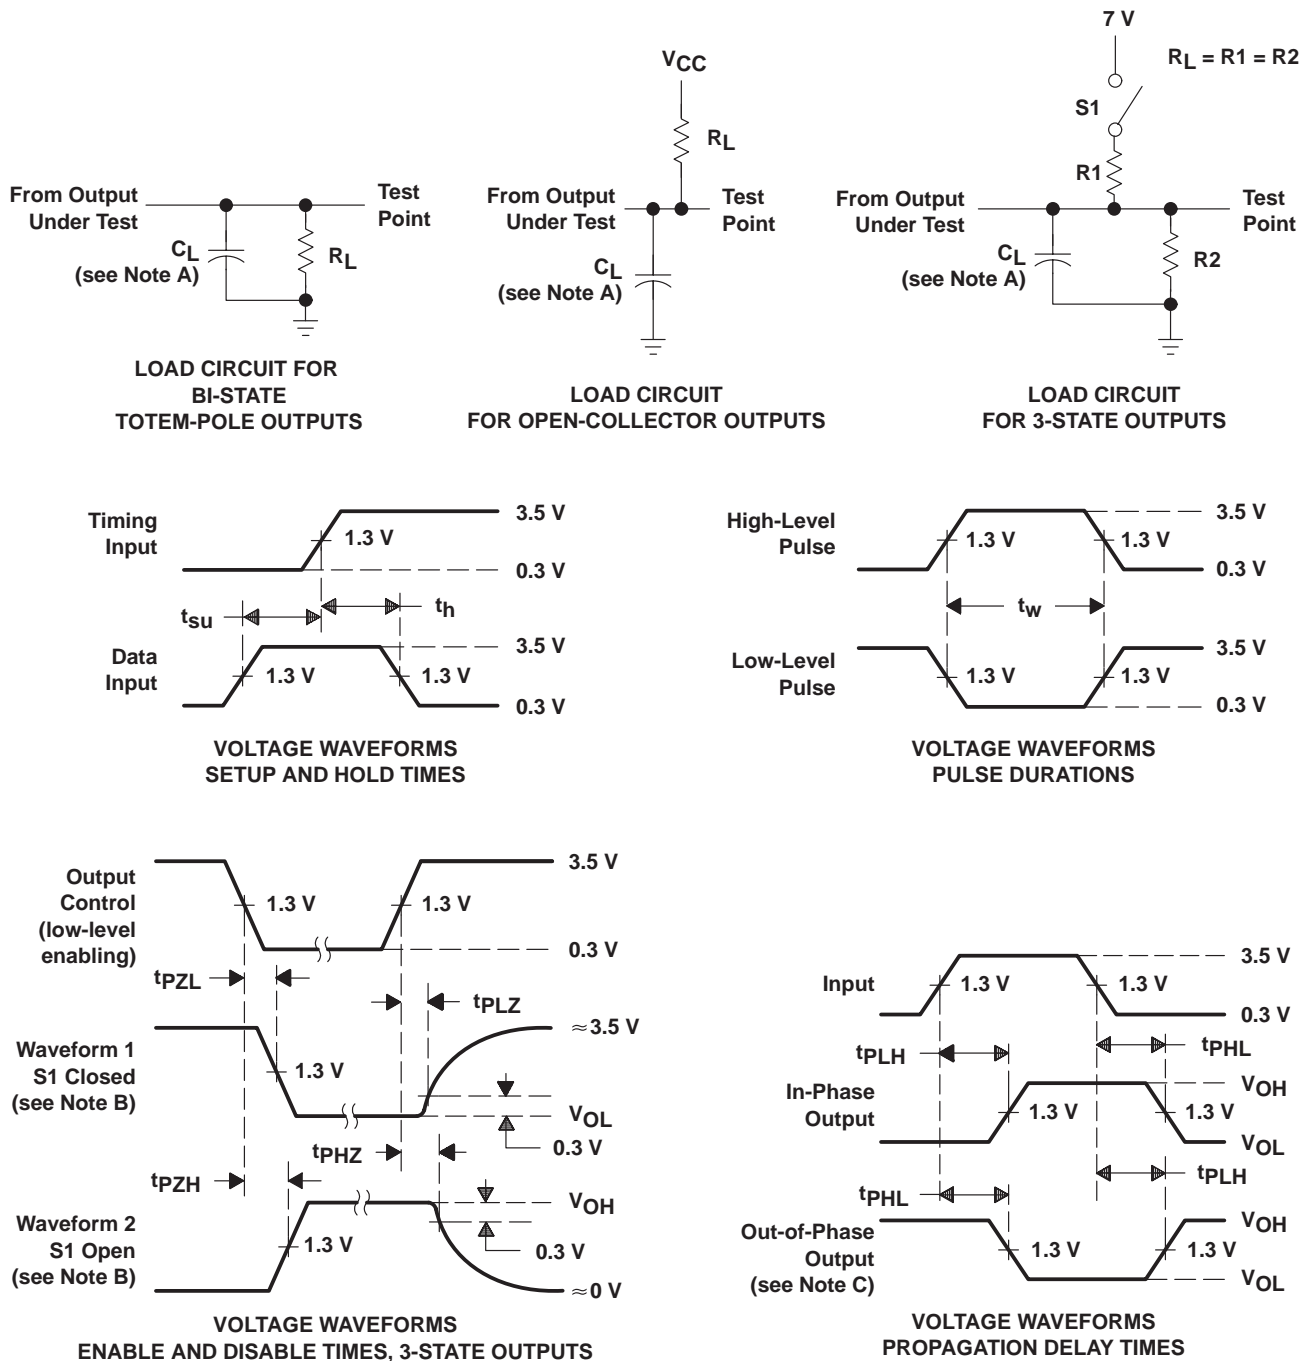 From Output
Under Test
Test
Point
CL
(see Note A)
RL
LOAD CIRCUIT FOR
BI-STATE
TOTEM-POLE OUTPUTS
VCC
RL
From Output
Under Test
Test
Point
CL
(see Note A)
LOAD CIRCUIT
FOR OPEN-COLLECTOR OUTPUTS
7 V
RL = R1 = R2
S1
R1
From Output
Under Test
Test
Point
CL
(see Note A)
R2
LOAD CIRCUIT
FOR 3-STATE OUTPUTS
Timing
Input
1.3 V
3.5 V
0.3 V
tsu
th
Data
Input
1.3 V
1.3 V
3.5 V
0.3 V
VOLTAGE WAVEFORMS
SETUP AND HOLD TIMES
High-Level
Pulse
1.3 V
1.3 V
3.5 V
0.3 V
tw
Low-Level
Pulse
1.3 V
1.3 V
3.5 V
0.3 V
VOLTAGE WAVEFORMS
PULSE DURATIONS
Output
Control
(low-level
enabling)
1.3 V
1.3 V
3.5 V
0.3 V
tPZL
tPLZ
Waveform 1
S1 Closed
(see Note B)
1.3 V
≈3.5 V
VOL
0.3 V
tPHZ
tPZH
Waveform 2
S1 Open
(see Note B)
1.3 V
VOH
0.3 V
≈0 V
VOLTAGE WAVEFORMS
ENABLE AND DISABLE TIMES, 3-STATE OUTPUTS
Input
1.3 V
1.3 V
3.5 V
0.3 V
tPLH
tPHL
In-Phase
Output
1.3 V
1.3 V
VOH
VOL
tPHL
tPLH
Out-of-Phase
Output
(see Note C)
1.3 V
1.3 V
VOH
VOL
VOLTAGE WAVEFORMS
PROPAGATION DELAY TIMES